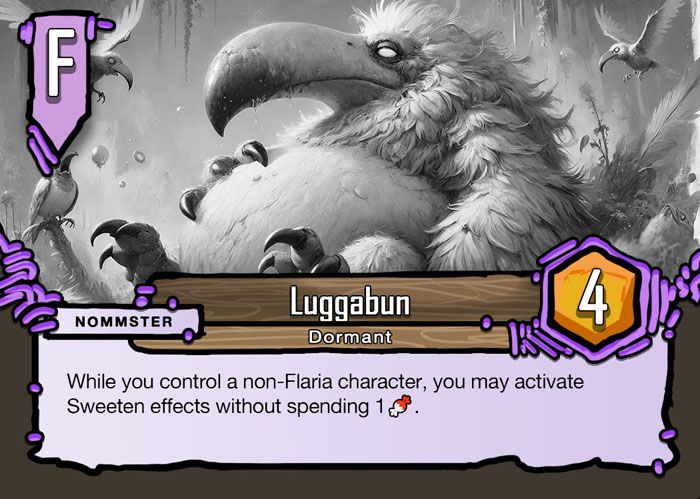 F
Luggabun
4
NOMMSTER
Dormant
While you control a non-Flaria character, you may activate
Sweeten effects without spending 1 .